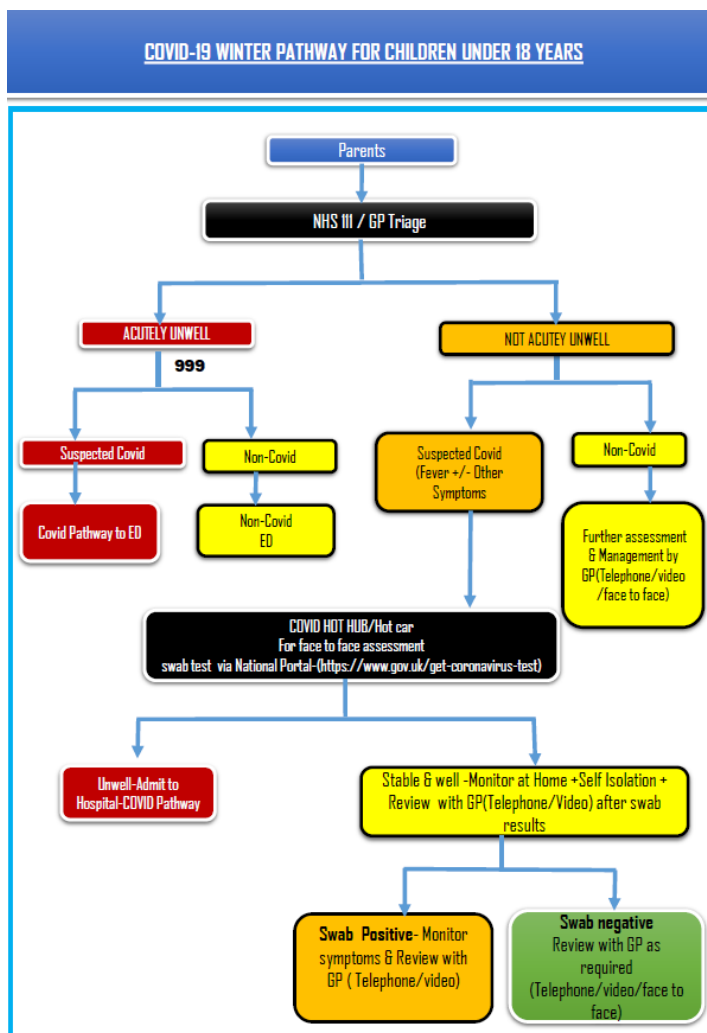 COVID-19 WINTER PATHWAY FOR CHILDREN UNDER 18 YEARS
Parents
NHS 111 / GP Triage
ACUTELY UNWELL
NOT ACUTEY UNWELL
999
Suspected Covid
Non-Covid
Suspected Covid
(Fever +/- Other
Symptoms
Non-Covid
Covid Pathway to ED
Non-Covid
ED
Further assessment
& Management by
GP(Telephone/video
/face to face)
COVID HOT HUB/Hot car
For face to face assessment
swab test via National Portal-(https://www.gov.uk/get-coronavirus-test)
Unwell-Admit to
Hospital-COVID Pathway
Stable & well -Monitor at Home +Self Isolation +
Review with GP(Telephone/Video) after swab
results
Swab Positive- Monitor
symptoms & Review with
GP ( Telephone/video)
Swab negative
Review with GP as
required
(Telephone/video/face to
face)